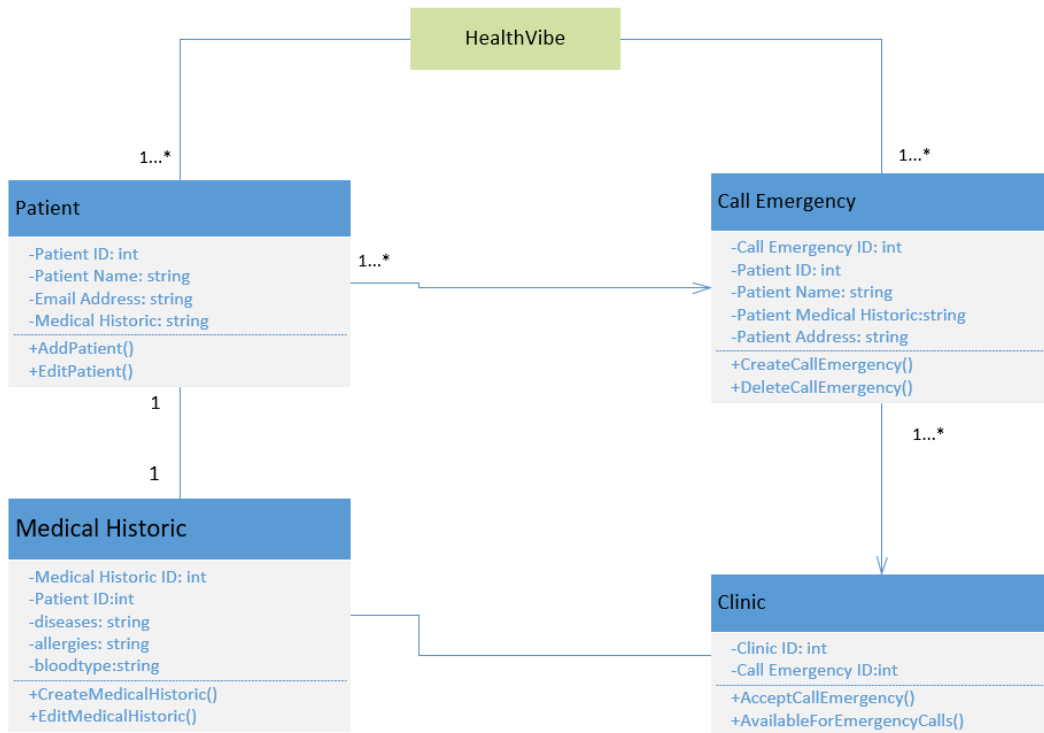 HealthVibe
1...*
1...*
Patient
-Patient ID: int
-Patient Name: string
-Email Address: string
-Medical Historic: string
+AddPatient()
+EditPatient()
1...*
Call Emergency
-Call Emergency ID: int
-Patient ID: int
-Patient Name: string
-Patient Medical Historic:string
-Patient Address: string
+CreateCallEmergency()
+DeleteCallEmergency()
1
1
1...*
Medical Historic
-Medical Historic ID: int
-Patient ID:int
-diseases: string
-allergies: string
-bloodtype:string
+CreateMedicalHistoric()
+EditMedicalHistoric()
Clinic
-Clinic ID: int
-Call Emergency ID:int
+AcceptCallEmergency()
+AvailableForEmergencyCalls()